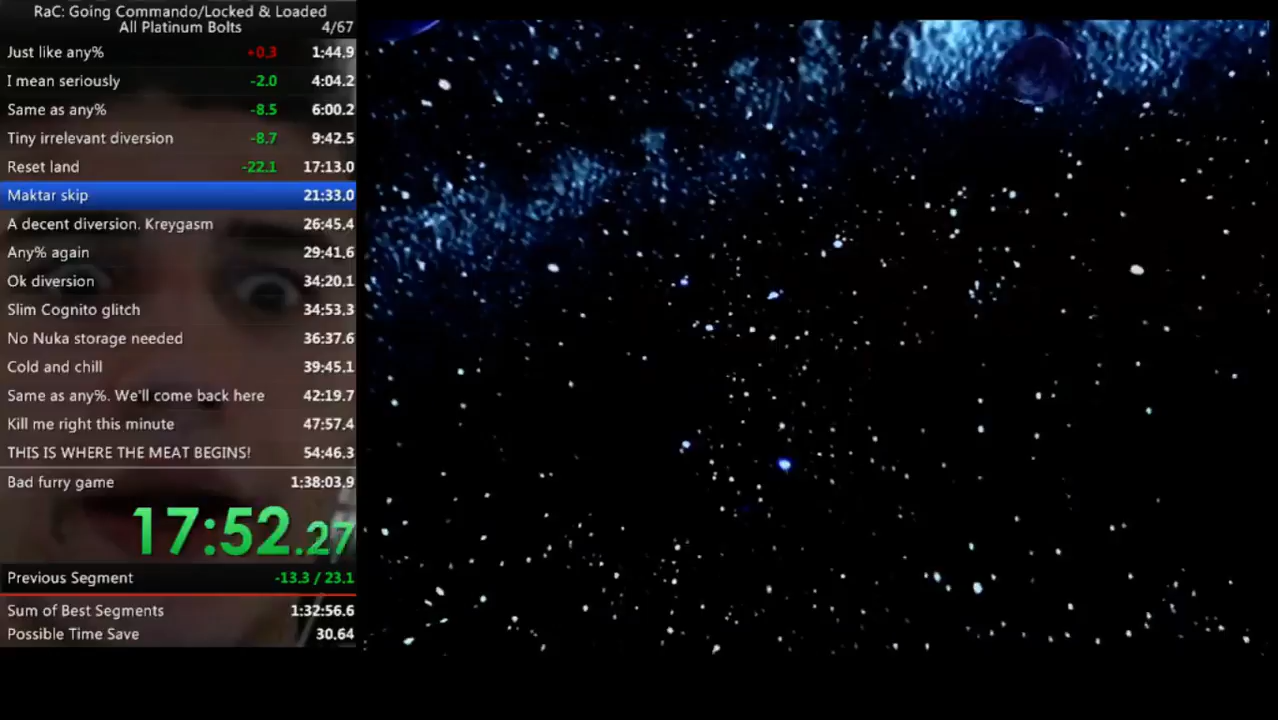 RaC: Going Commando/Locked & Loaded
All Platinum Bolts 4/67
Just like any% +0.3 1:44.9
I mean seriously -2.0 4:04.2
Same as any% -8.5 6:00.2
Tiny irrelevant diversion -8.7 9:42.5
Reset land -22.1 17:13.0
Maktar skip 21:33.0
A decent diversion. Kreygasm 26:45.4
Any% again 29:41.6
Ok diversion 34:20.1
Slim Cognito glitch 34:53.3
No Nuka storage needed 36:37.6
Cold and chill 39:45.1
Same as any%. We'll come back here 42:19.7
Kill me right this minute 47:57.4
THIS IS WHERE THE MEAT BEGINS! 54:46.3
Bad furry game 1:38:03.9
17:52.27
Previous Segment -13.3 / 23.1
Sum of Best Segments 1:32:56.6
Possible Time Save 30.64